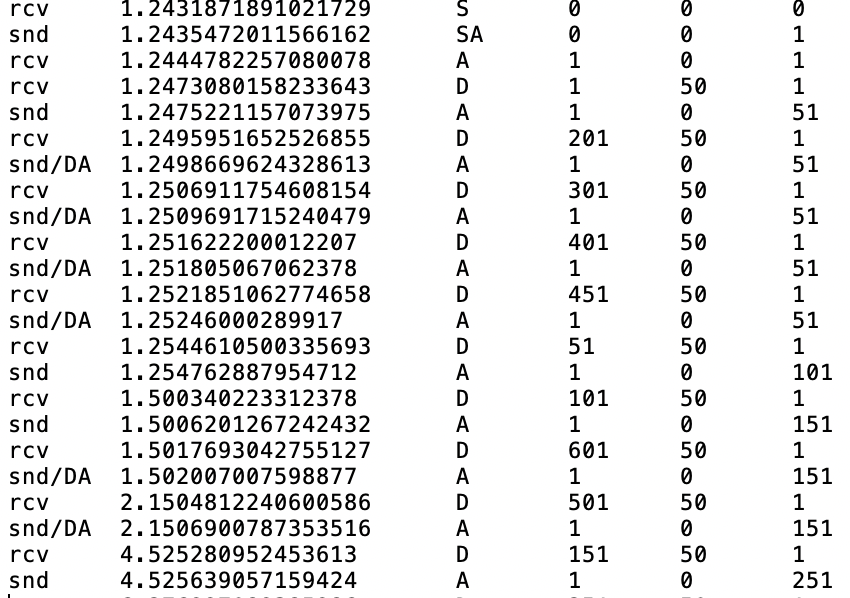 rcv 1.2431871891021729 S 0 0 0
snd 1.2435472011566162 SA 0 0 1
rcv 1.2444782257080078 A 1 0 1
rcv 1.2473080158233643 D 1 50 1
snd 1.2475221157073975 A 1 0 51
rcv 1.2495951652526855 D 201 50 1
snd/DA 1.2498669624328613 A 1 0 51
rcv 1.2506911754608154 D 301 50 1
snd/DA 1.2509691715240479 A 1 0 51
rcv 1.251622200012207 D 401 50 1
snd/DA 1.251805067062378 A 1 0 51
rcv 1.2521851062774658 D 451 50 1
snd/DA 1.25246000289917 A 1 0 51
rcv 1.2544610500335693 D 51 50 1
snd 1.254762887954712 A 1 0 101
rcv 1.500340223312378 D 101 50 1
snd 1.5006201267242432 A 1 0 151
rcv 1.5017693042755127 D 601 50 1
snd/DA 1.502007007598877 A 1 0 151
rcv 2.1504812240600586 D 501 50 1
snd/DA 2.1506900787353516 A 1 0 151
rcv 4.525280952453613 D 151 50 1
snd 4.525639057159424 A 1 0 251